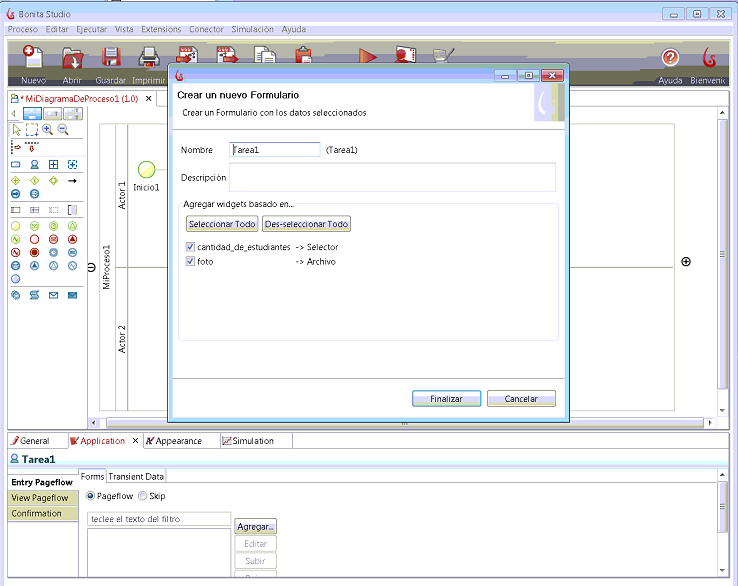 Bonita Studio
Proceso Editar Ejecutar Vista Extensions Conector Simulación Ayuda
Nuevo Abrir Guardar Imprimir Ayuda Bienveni
* MiDiagramaDeProceso1 (1.0)
Crear un nuevo Formulario
Crear un Formulario con los datos seleccionados
Nombre Tarea1 (Tarea1)
Descripción
Agregar widgets basado en...
Seleccionar Todo Des-seleccionar Todo
cantidad_de_estudiantes -> Selector
foto -> Archivo
Finalizar Cancelar
MiProceso1
Actor 1
Inicio1
Actor 2
General Application Appearance Simulation
Tarea1
Entry Pageflow
View Pageflow
Confirmation
Forms Transient Data
Pageflow Skip
teclee el texto del filtro
Agregar...
Editar
Subir